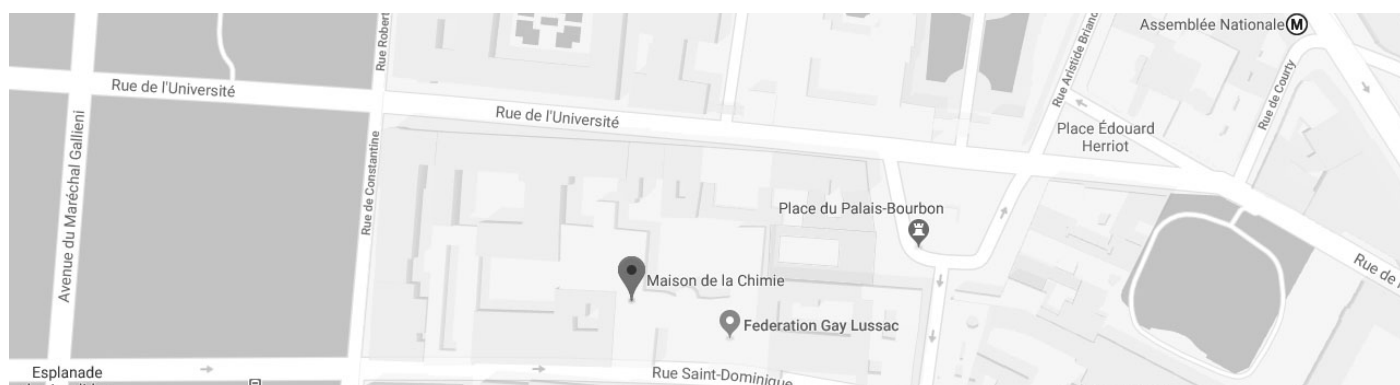 Assemblée Nationale
M
Rue Robert
Rue Aristide Briand
Rue de Courty
Rue de l'Université
Rue de l'Université
Place Édouard
Herriot
Avenue du Maréchal Gallieni
Rue de Constantine
Place du Palais-Bourbon
Rue de
Maison de la Chimie
Federation Gay Lussac
Esplanade
Rue Saint-Dominique